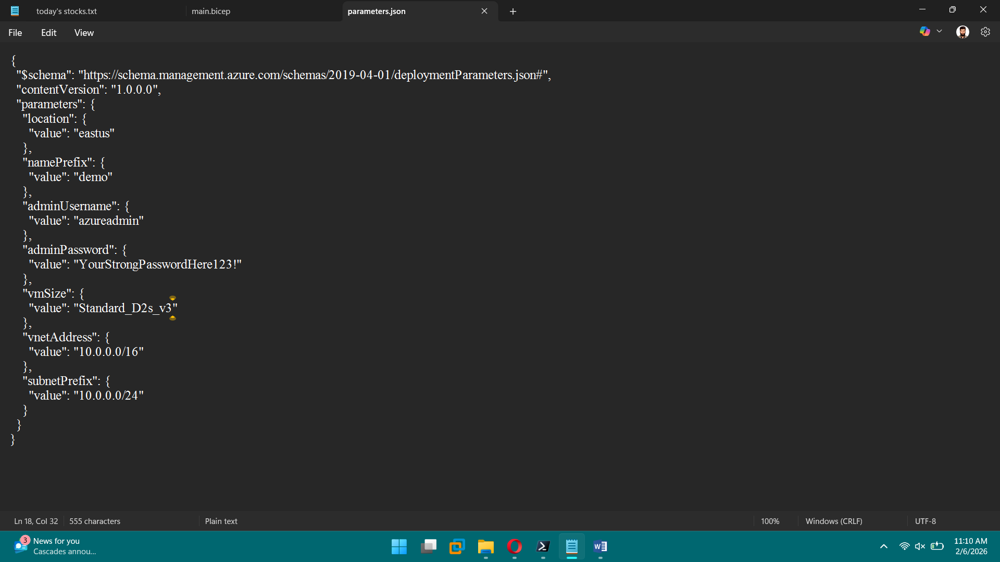 today's stocks.txt
main.bicep
parameters.json
File
Edit
View
{
"$schema": "https://schema.management.azure.com/schemas/2019-04-01/deploymentParameters.json#",
"contentVersion": "1.0.0.0",
"parameters": {
"location": {
"value": "eastus"
},
"namePrefix": {
"value": "demo"
},
"adminUsername": {
"value": "azureadmin"
},
"adminPassword": {
"value": "YourStrongPasswordHere123!"
},
"vmSize": {
"value": "Standard_D2s_v3"
},
"vnetAddress": {
"value": "10.0.0.0/16"
},
"subnetPrefix": {
"value": "10.0.0.0/24"
}
}
}
Ln 18, Col 32
555 characters
Plain text
100%
Windows (CRLF)
UTF-8
3
News for you
Cascades annou...
W
11:10 AM
2/6/2026